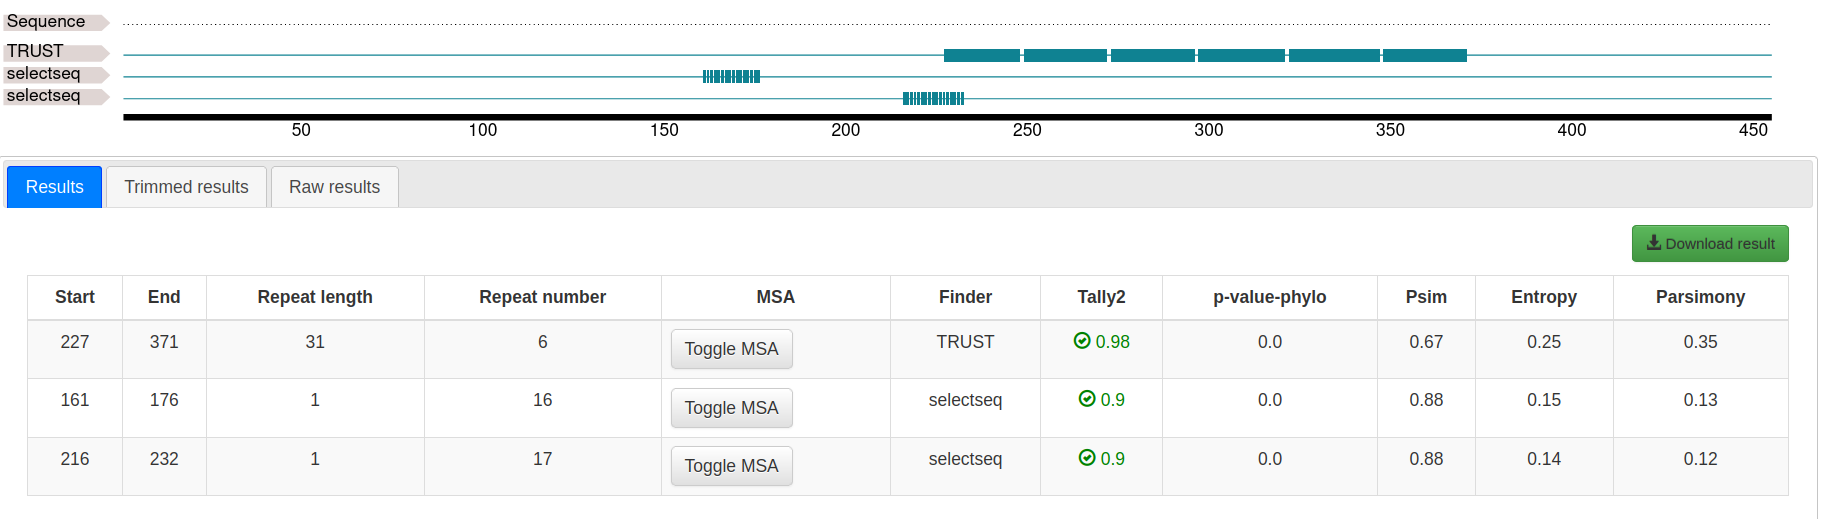 Sequence
TRUST
selectseq
selectseq
50 100 150 200 250 300 350 400 450
Results Trimmed results Raw results
Download result
Start End Repeat length Repeat number MSA Finder Tally2 p-value-phylo Psim Entropy Parsimony
227 371 31 6 Toggle MSA TRUST 0.98 0.0 0.67 0.25 0.35
161 176 1 16 Toggle MSA selectseq 0.9 0.0 0.88 0.15 0.13
216 232 1 17 Toggle MSA selectseq 0.9 0.0 0.88 0.14 0.12